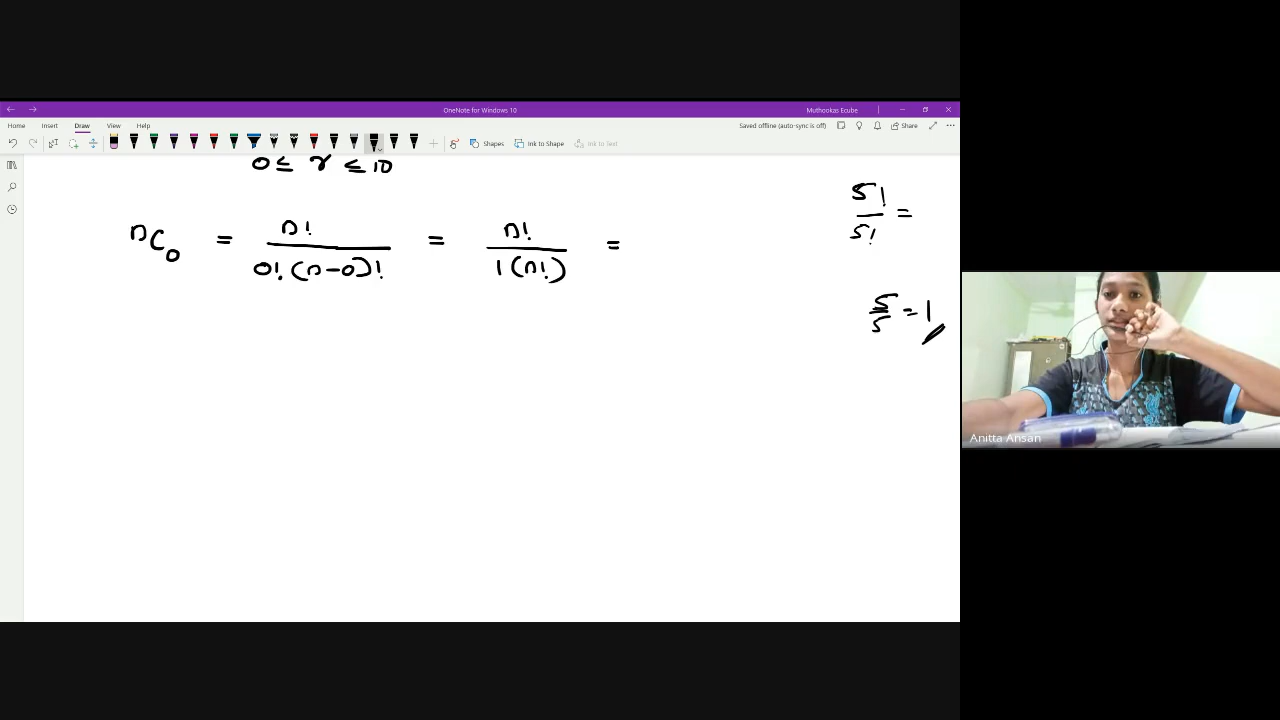 OneNote for Windows 10
Muthookas Ecube
Home Insert Draw View Help
Saved offline (auto-sync is off) Share
Shapes Ink to Shape Ink to Text
0 ≤ r ≤ 10
nC0 = n! / 0!(n-0)! = n! / 1(n!) =
5! / 5! =
5/5 = 1
Anitta Ansan